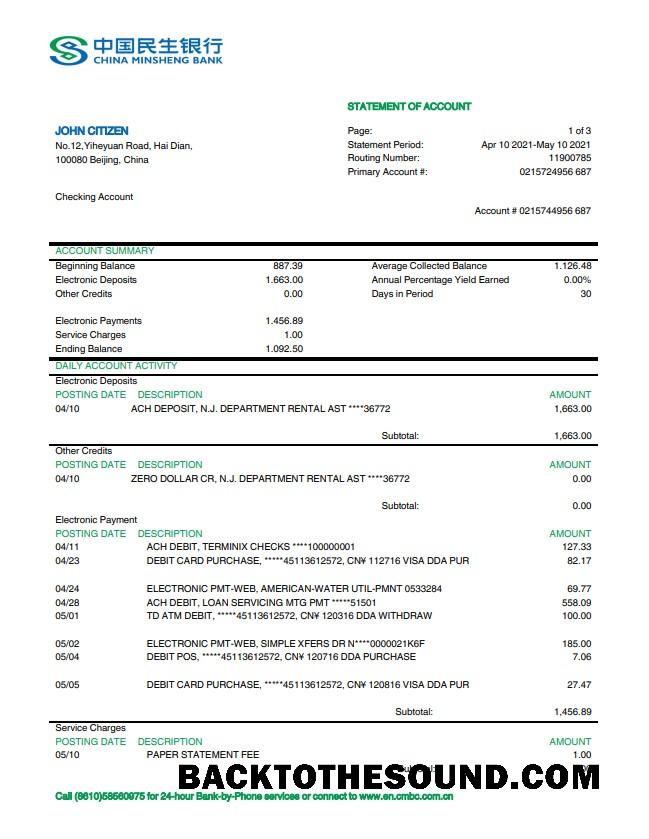 中国民生银行
CHINA MINSHENG BANK
STATEMENT OF ACCOUNT
JOHN CITIZEN
No.12,Yiheyuan Road, Hai Dian,
100080 Beijing, China
Page: 1 of 3
Statement Period: Apr 10 2021-May 10 2021
Routing Number: 11900785
Primary Account #: 0215724956 687
Checking Account
Account # 0215744956 687
ACCOUNT SUMMARY
Beginning Balance 887.39 Average Collected Balance 1.126.48
Electronic Deposits 1.663.00 Annual Percentage Yield Earned 0.00%
Other Credits 0.00 Days in Period 30
Electronic Payments 1.456.89
Service Charges 1.00
Ending Balance 1.092.50
DAILY ACCOUNT ACTIVITY
Electronic Deposits
POSTING DATE DESCRIPTION AMOUNT
04/10 ACH DEPOSIT, N.J. DEPARTMENT RENTAL AST ****36772 1,663.00
Subtotal: 1,663.00
Other Credits
POSTING DATE DESCRIPTION AMOUNT
04/10 ZERO DOLLAR CR, N.J. DEPARTMENT RENTAL AST ****36772 0.00
Subtotal: 0.00
Electronic Payment
POSTING DATE DESCRIPTION AMOUNT
04/11 ACH DEBIT, TERMINIX CHECKS ****100000001 127.33
04/23 DEBIT CARD PURCHASE, *****45113612572, CN¥ 112716 VISA DDA PUR 82.17
04/24 ELECTRONIC PMT-WEB, AMERICAN-WATER UTIL-PMNT 0533284 69.77
04/28 ACH DEBIT, LOAN SERVICING MTG PMT *****51501 558.09
05/01 TD ATM DEBIT, *****45113612572, CN¥ 120316 DDA WITHDRAW 100.00
05/02 ELECTRONIC PMT-WEB, SIMPLE XFERS DR N****0000021K6F 185.00
05/04 DEBIT POS, *****45113612572, CN¥ 120716 DDA PURCHASE 7.06
05/05 DEBIT CARD PURCHASE, *****45113612572, CN¥ 120816 VISA DDA PUR 27.47
Subtotal: 1,456.89
Service Charges
POSTING DATE DESCRIPTION AMOUNT
05/10 PAPER STATEMENT FEE 1.00
BACKTOTHESOUND.COM
Call (8610)58560975 for 24-hour Bank-by-Phone services or connect to www.en.cmbc.com.cn